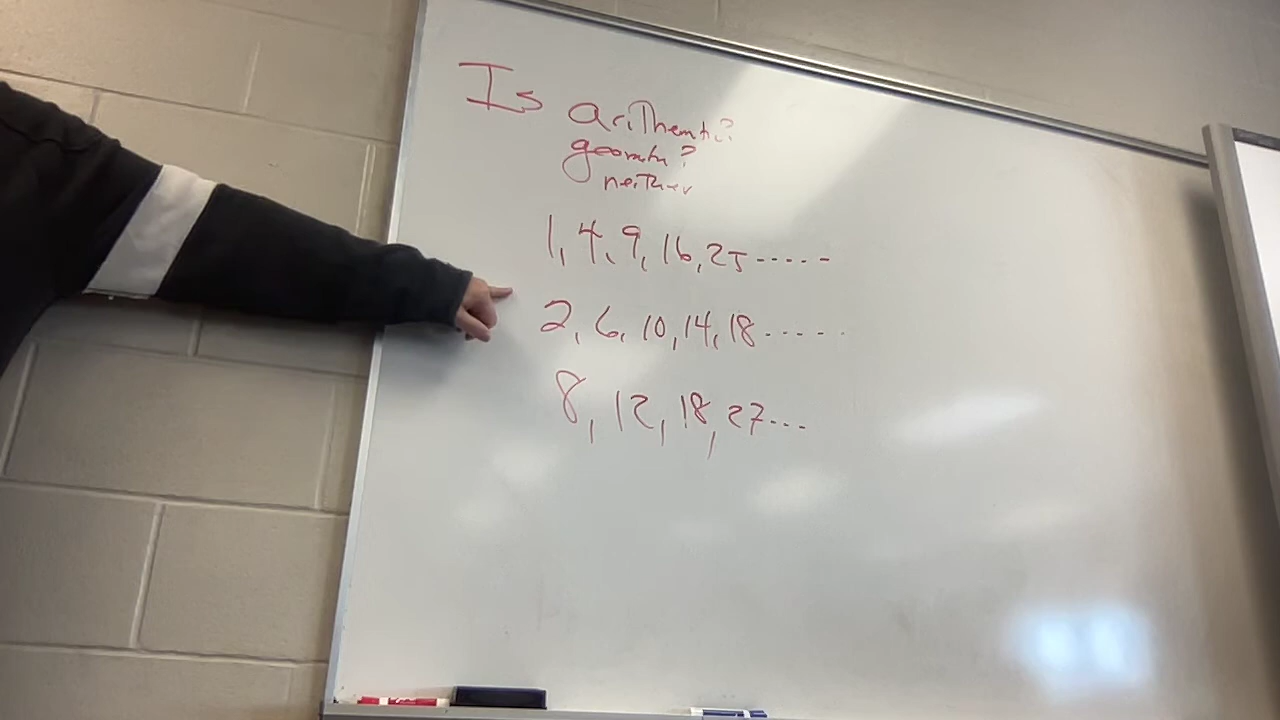 Is arithmetic?
geometric?
neither
1, 4, 9, 16, 25-----
2, 6, 10, 14, 18-----
8, 12, 18, 27---